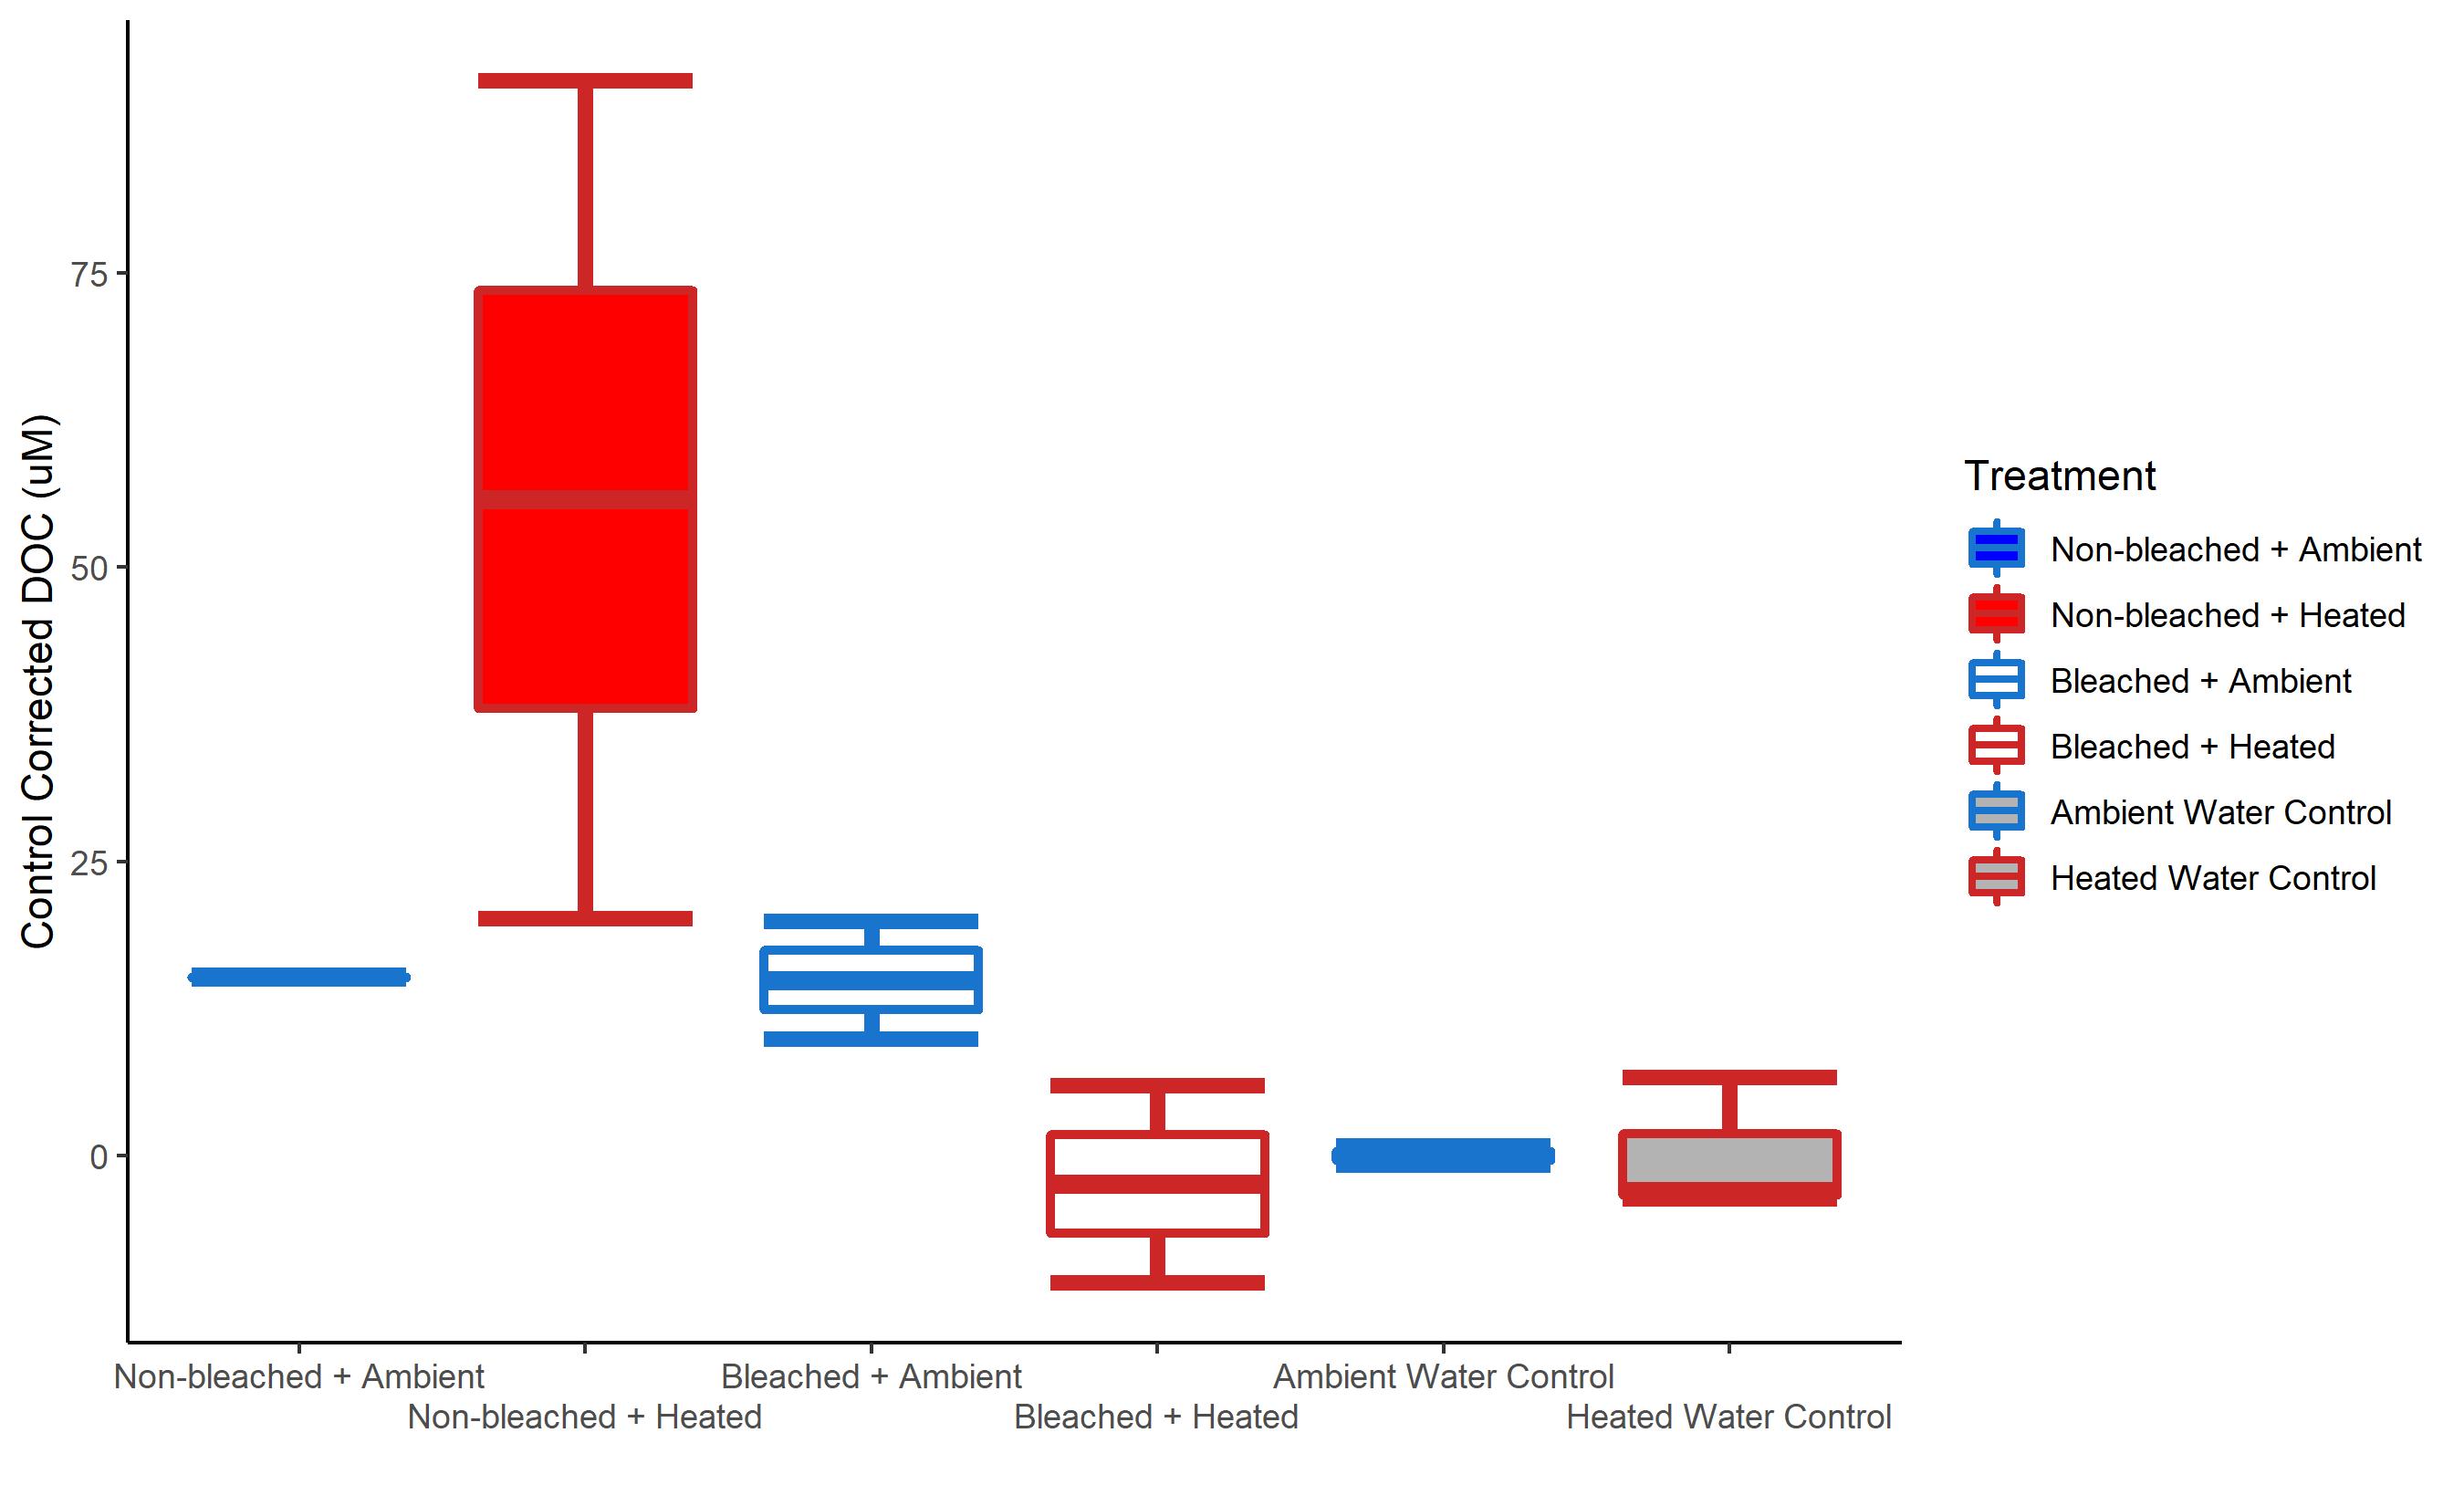 Control Corrected DOC (uM)
75
50
25
0
Non-bleached + Ambient
Non-bleached + Heated
Bleached + Ambient
Bleached + Heated
Ambient Water Control
Heated Water Control
Treatment
Non-bleached + Ambient
Non-bleached + Heated
Bleached + Ambient
Bleached + Heated
Ambient Water Control
Heated Water Control